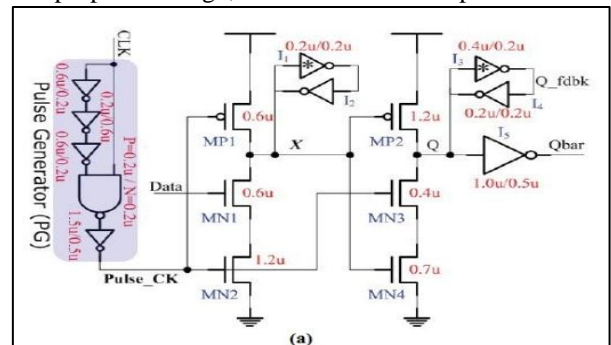 CLK
Pulse Generator (PG)
0.6u/0.2u
0.2u/0.6u
0.6u/0.2u
P=0.2u / N=0.2u
1.5u/0.5u
Pulse_CK
Data
0.2u/0.2u
I1
*
I2
0.6u
MP1
X
0.6u
MN1
1.2u
MN2
0.4u/0.2u
I3
*
Q_fdbk
I4
0.2u/0.2u
1.2u
MP2
Q
I5
Qbar
1.0u/0.5u
0.4u
MN3
0.7u
MN4
(a)